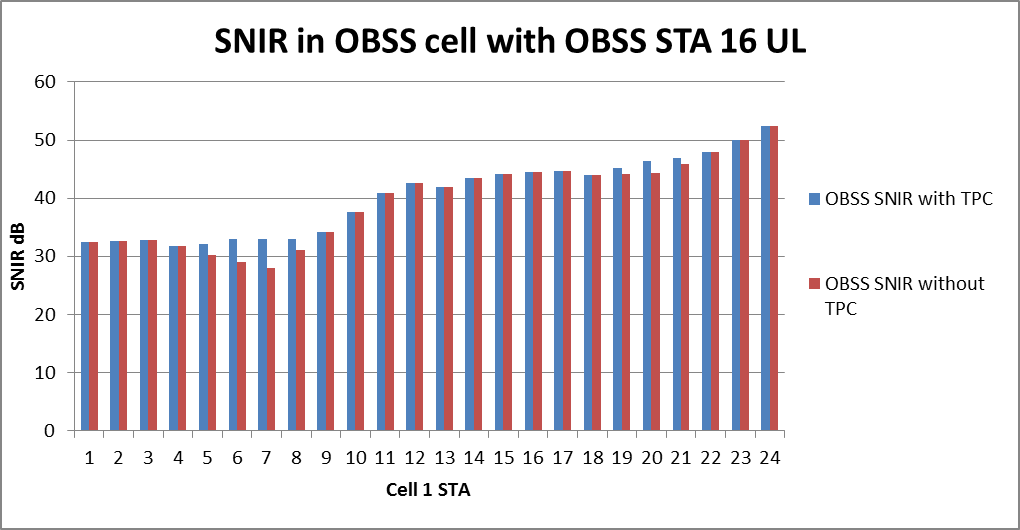 SNIR in OBSS cell with OBSS STA 16 UL
60
50
40
30
20
10
0
SNIR dB
1 2 3 4 5 6 7 8 9 10 11 12 13 14 15 16 17 18 19 20 21 22 23 24
Cell 1 STA
OBSS SNIR with TPC
OBSS SNIR without
TPC